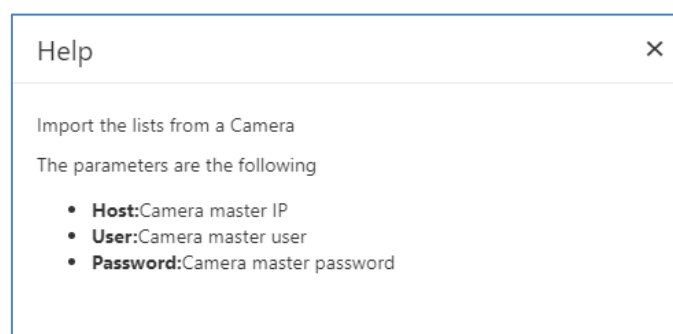 Help
Import the lists from a Camera
The parameters are the following
Host:Camera master IP
User:Camera master user
Password:Camera master password